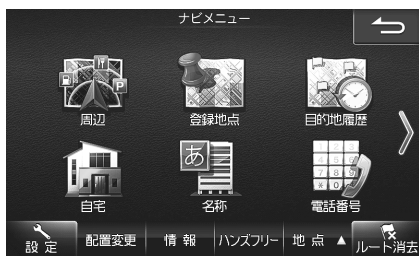 ナビメニュー
周辺 登録地点 目的地履歴
あ
自宅 名称 電話番号
設定 配置変更 情報 ハンズフリー 地点 ▲ ルート消去